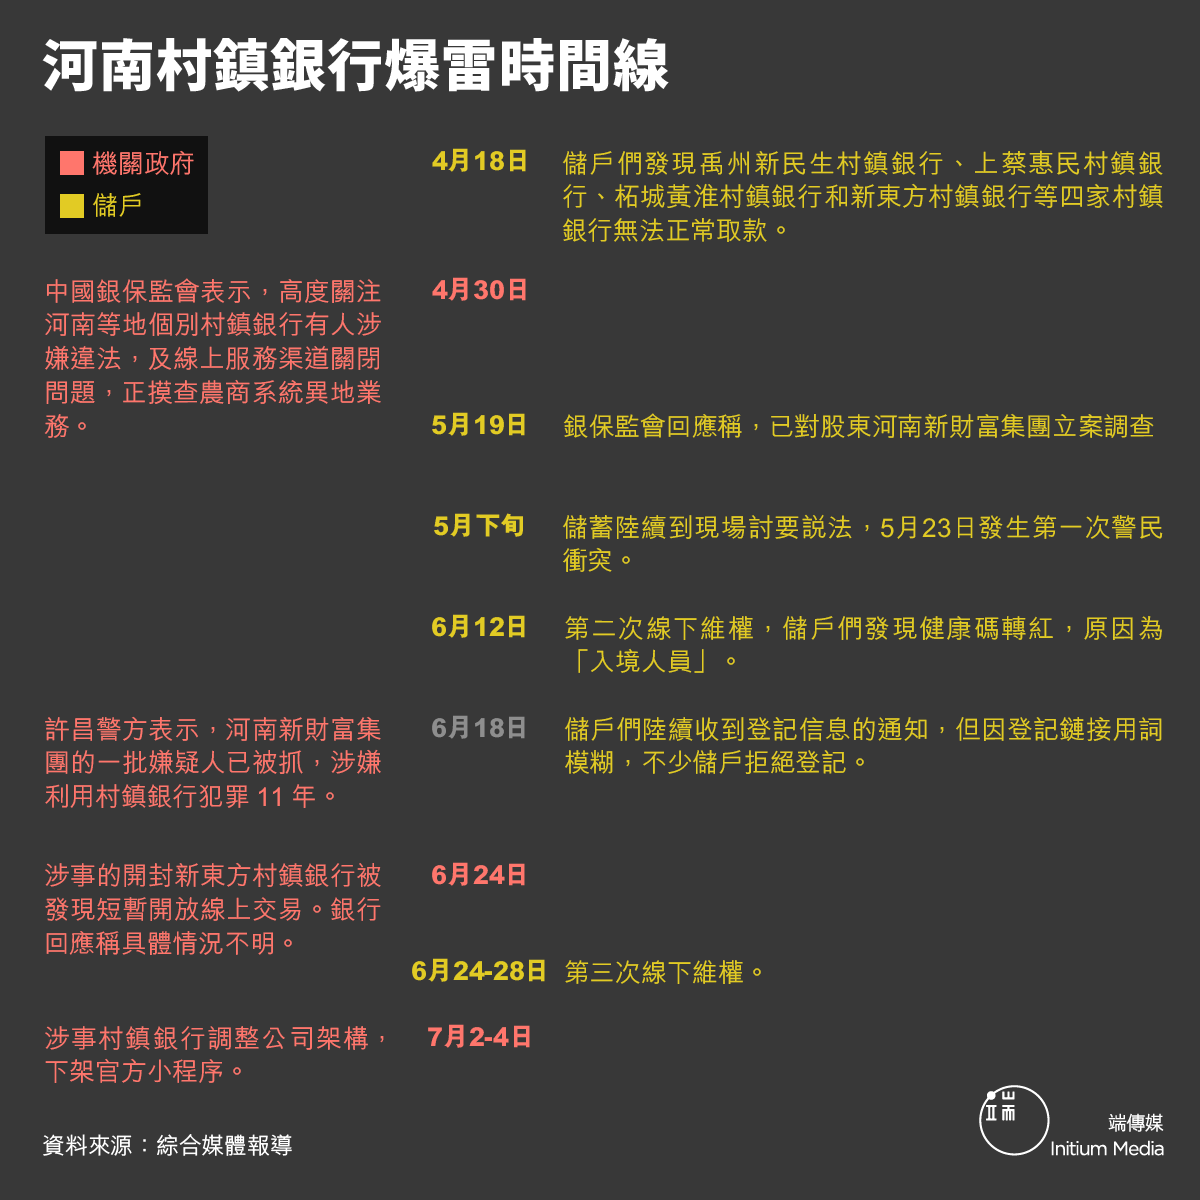 河南村鎮銀行爆雷時間線
機關政府
儲戶
4月18日
儲戶們發現禹州新民生村鎮銀行、上蔡惠民村鎮銀
行、柘城黃淮村鎮銀行和新東方村鎮銀行等四家村鎮
銀行無法正常取款。
中國銀保監會表示，高度關注
河南等地個別村鎮銀行有人涉
嫌違法，及線上服務渠道關閉
問題，正摸查農商系統異地業
務。
4月30日
5月19日
銀保監會回應稱，已對股東河南新財富集團立案調查
5月下旬
儲蓄陸續到現場討要説法，5月23日發生第一次警民
衝突。
6月12日
第二次線下維權，儲戶們發現健康碼轉紅，原因為
「入境人員」。
許昌警方表示，河南新財富集
團的一批嫌疑人已被抓，涉嫌
利用村鎮銀行犯罪 11 年。
6月18日
儲戶們陸續收到登記信息的通知，但因登記鏈接用詞
模糊，不少儲戶拒絕登記。
涉事的開封新東方村鎮銀行被
發現短暫開放線上交易。銀行
回應稱具體情況不明。
6月24日
6月24-28日
第三次線下維權。
涉事村鎮銀行調整公司架構，
下架官方小程序。
7月2-4日
資料來源：綜合媒體報導
端
端傳媒
Initium Media